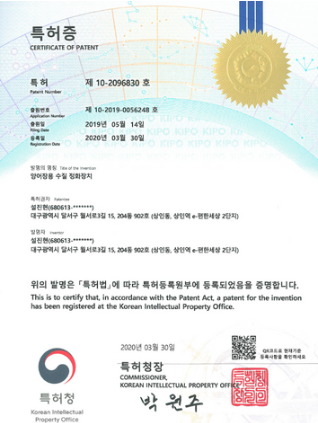 특허증
CERTIFICATE OF PATENT
특허 제 10-2096830 호
Patent Number
출원번호 제 10-2019-0056248 호
Application Number
출원일 2019년 05월 14일
Filing Date
등록일 2020년 03월 30일
Registration Date
발명의 명칭 Title of the Invention
양어장용 수질 정화장치
특허권자 Patentee
설진현(680613-*******)
대구광역시 달서구 월서로3길 15, 204동 902호 (상인동, 상인역 e-편한세상 2단지)
발명자 Inventor
설진현(680613-*******)
대구광역시 달서구 월서로3길 15, 204동 902호 (상인동, 상인역 e-편한세상 2단지)
위의 발명은 「특허법」에 따라 특허등록원부에 등록되었음을 증명합니다.
This is to certify that, in accordance with the Patent Act, a patent for the invention
has been registered at the Korean Intellectual Property Office.
2020년 03월 30일
QR코드로 현재기준
등록사항을 확인하세요
특허청장
COMMISSIONER,
KOREAN INTELLECTUAL PROPERTY OFFICE
박원주
특허청
Korean Intellectual
Property Office